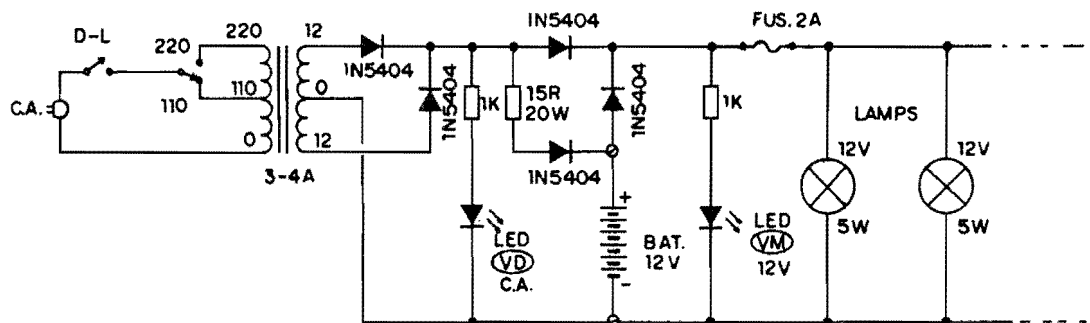 D-L
220
220
12
1N5404
FUS. 2A
C.A.
110
110
0
1N5404
0
12
1N5404
1K
15R
20W
1N5404
1N5404
1K
LAMPS
12V
12V
3-4A
LED
VD
C.A.
+
BAT.
12V
-
LED
VM
12V
5W
5W